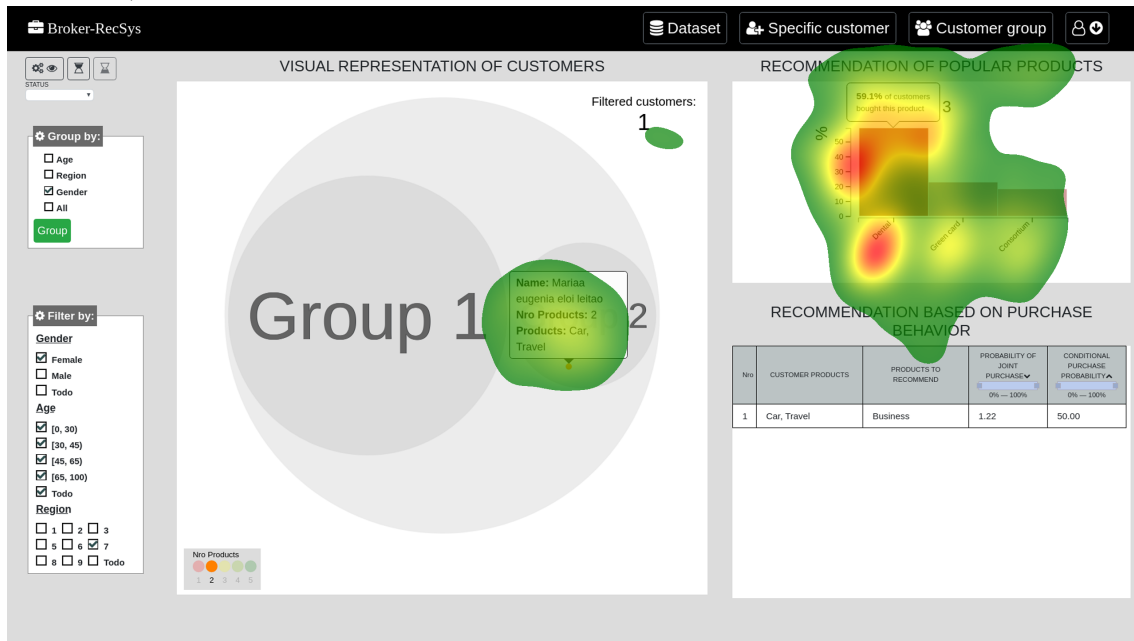 Broker-RecSys
Dataset
Specific customer
Customer group
STATUS
Group by:
Age
Region
Gender
All
Group
Filter by:
Gender
Female
Male
Todo
Age
[0, 30)
[30, 45)
[45, 65)
[65, 100)
Todo
Region
1 2 3
5 6 7
8 9 Todo
VISUAL REPRESENTATION OF CUSTOMERS
Filtered customers:
1
Group 1
2
Name: Mariaa
eugenia eloi leitao
Nro Products: 2
Products: Car,
Travel
Nro Products
1 2 3 4 5
RECOMMENDATION OF POPULAR PRODUCTS
59.1% of customers
bought this product
3
%
50
40
30
20
10
0
Dental
Green card
Consortium
RECOMMENDATION BASED ON PURCHASE
BEHAVIOR
Nro
CUSTOMER PRODUCTS
PRODUCTS TO
RECOMMEND
PROBABILITY OF
JOINT
PURCHASE
0% — 100%
CONDITIONAL
PURCHASE
PROBABILITY
0% — 100%
1 Car, Travel Business 1.22 50.00